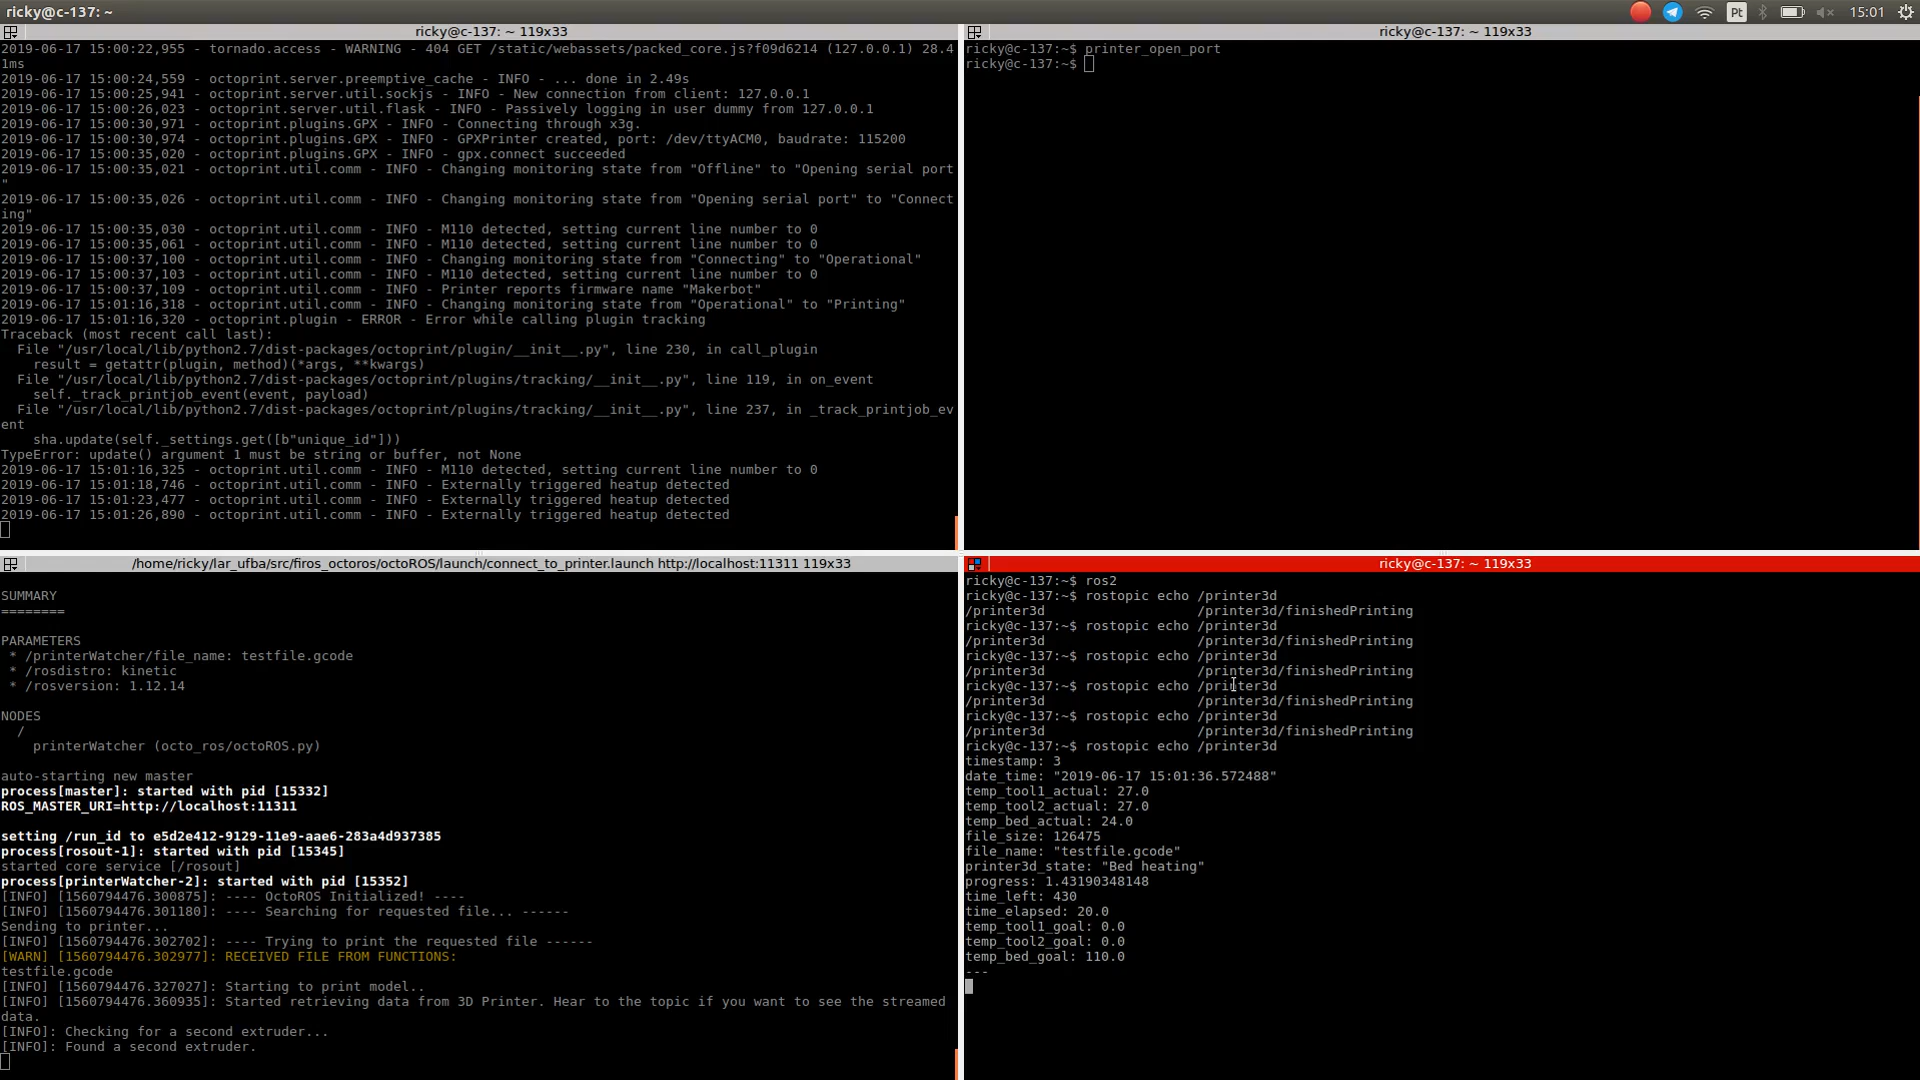 ricky@c-137: ~
Pt
15:01
ricky@c-137: ~ 119x33
2019-06-17 15:00:22,955 - tornado.access - WARNING - 404 GET /static/webassets/packed_core.js?f09d6214 (127.0.0.1) 28.4
1ms
2019-06-17 15:00:24,559 - octoprint.server.preemptive_cache - INFO - ... done in 2.49s
2019-06-17 15:00:25,941 - octoprint.server.util.sockjs - INFO - New connection from client: 127.0.0.1
2019-06-17 15:00:26,023 - octoprint.server.util.flask - INFO - Passively logging in user dummy from 127.0.0.1
2019-06-17 15:00:30,971 - octoprint.plugins.GPX - INFO - Connecting through x3g.
2019-06-17 15:00:30,974 - octoprint.plugins.GPX - INFO - GPXPrinter created, port: /dev/ttyACM0, baudrate: 115200
2019-06-17 15:00:35,020 - octoprint.plugins.GPX - INFO - gpx.connect succeeded
2019-06-17 15:00:35,021 - octoprint.util.comm - INFO - Changing monitoring state from "Offline" to "Opening serial port
"
2019-06-17 15:00:35,026 - octoprint.util.comm - INFO - Changing monitoring state from "Opening serial port" to "Connect
ing"
2019-06-17 15:00:35,030 - octoprint.util.comm - INFO - M110 detected, setting current line number to 0
2019-06-17 15:00:35,061 - octoprint.util.comm - INFO - M110 detected, setting current line number to 0
2019-06-17 15:00:37,100 - octoprint.util.comm - INFO - Changing monitoring state from "Connecting" to "Operational"
2019-06-17 15:00:37,103 - octoprint.util.comm - INFO - M110 detected, setting current line number to 0
2019-06-17 15:00:37,109 - octoprint.util.comm - INFO - Printer reports firmware name "Makerbot"
2019-06-17 15:01:16,318 - octoprint.util.comm - INFO - Changing monitoring state from "Operational" to "Printing"
2019-06-17 15:01:16,320 - octoprint.plugin - ERROR - Error while calling plugin tracking
Traceback (most recent call last):
  File "/usr/local/lib/python2.7/dist-packages/octoprint/plugin/__init__.py", line 230, in call_plugin
    result = getattr(plugin, method)(*args, **kwargs)
  File "/usr/local/lib/python2.7/dist-packages/octoprint/plugins/tracking/__init__.py", line 119, in on_event
    self._track_printjob_event(event, payload)
  File "/usr/local/lib/python2.7/dist-packages/octoprint/plugins/tracking/__init__.py", line 237, in _track_printjob_ev
ent
    sha.update(self._settings.get([b"unique_id"]))
TypeError: update() argument 1 must be string or buffer, not None
2019-06-17 15:01:16,325 - octoprint.util.comm - INFO - M110 detected, setting current line number to 0
2019-06-17 15:01:18,746 - octoprint.util.comm - INFO - Externally triggered heatup detected
2019-06-17 15:01:23,477 - octoprint.util.comm - INFO - Externally triggered heatup detected
2019-06-17 15:01:26,890 - octoprint.util.comm - INFO - Externally triggered heatup detected
ricky@c-137: ~ 119x33
ricky@c-137:~$ printer_open_port
ricky@c-137:~$
/home/ricky/lar_ufba/src/firos_octoros/octoROS/launch/connect_to_printer.launch http://localhost:11311 119x33
SUMMARY
========
PARAMETERS
 * /printerWatcher/file_name: testfile.gcode
 * /rosdistro: kinetic
 * /rosversion: 1.12.14
NODES
  /
    printerWatcher (octo_ros/octoROS.py)
auto-starting new master
process[master]: started with pid [15332]
ROS_MASTER_URI=http://localhost:11311
setting /run_id to e5d2e412-9129-11e9-aae6-283a4d937385
process[rosout-1]: started with pid [15345]
started core service [/rosout]
process[printerWatcher-2]: started with pid [15352]
[INFO] [1560794476.300875]: ---- OctoROS Initialized! ----
[INFO] [1560794476.301180]: ---- Searching for requested file... ------
Sending to printer...
[INFO] [1560794476.302702]: ---- Trying to print the requested file ------
[WARN] [1560794476.302977]: RECEIVED FILE FROM FUNCTIONS:
testfile.gcode
[INFO] [1560794476.327027]: Starting to print model..
[INFO] [1560794476.360935]: Started retrieving data from 3D Printer. Hear to the topic if you want to see the streamed
data.
[INFO]: Checking for a second extruder...
[INFO]: Found a second extruder.
ricky@c-137: ~ 119x33
ricky@c-137:~$ ros2
ricky@c-137:~$ rostopic echo /printer3d
/printer3d                   /printer3d/finishedPrinting
ricky@c-137:~$ rostopic echo /printer3d
/printer3d                   /printer3d/finishedPrinting
ricky@c-137:~$ rostopic echo /printer3d
/printer3d                   /printer3d/finishedPrinting
ricky@c-137:~$ rostopic echo /printer3d
/printer3d                   /printer3d/finishedPrinting
ricky@c-137:~$ rostopic echo /printer3d
/printer3d                   /printer3d/finishedPrinting
ricky@c-137:~$ rostopic echo /printer3d
timestamp: 3
date_time: "2019-06-17 15:01:36.572488"
temp_tool1_actual: 27.0
temp_tool2_actual: 27.0
temp_bed_actual: 24.0
file_size: 126475
file_name: "testfile.gcode"
printer3d_state: "Bed heating"
progress: 1.43190348148
time_left: 430
time_elapsed: 20.0
temp_tool1_goal: 0.0
temp_tool2_goal: 0.0
temp_bed_goal: 110.0
---